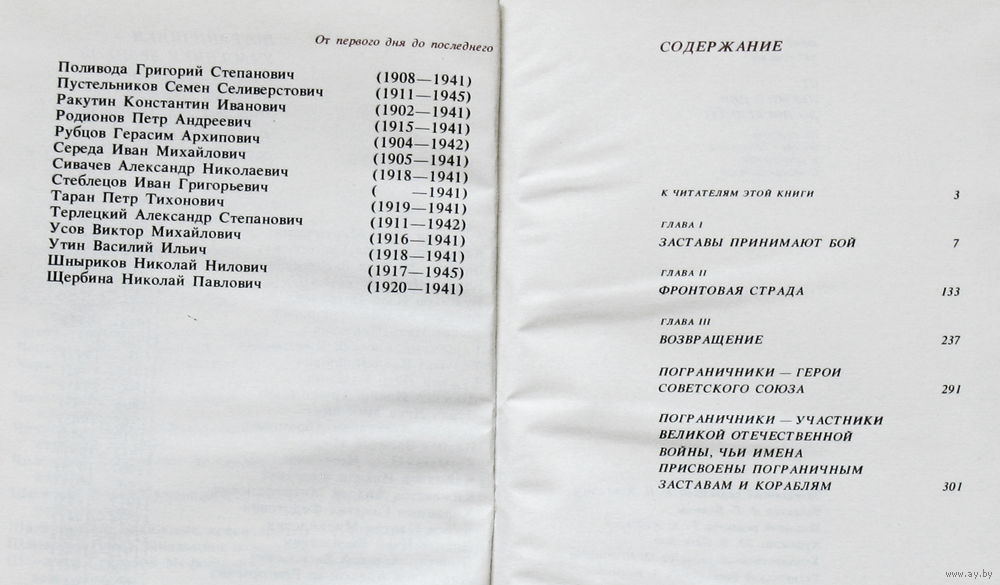 От первого дня до последнего
Поливода Григорий Степанович (1908—1941)
Пустельников Семен Селиверстович (1911—1945)
Ракутин Константин Иванович (1902—1941)
Родионов Петр Андреевич (1915—1941)
Рубцов Герасим Архипович (1904—1942)
Середа Иван Михайлович (1905—1941)
Сивачев Александр Николаевич (1918—1941)
Стеблецов Иван Григорьевич ( —1941)
Таран Петр Тихонович (1919—1941)
Терлецкий Александр Степанович (1911—1942)
Усов Виктор Михайлович (1916—1941)
Утин Василий Ильич (1918—1941)
Шныриков Николай Нилович (1917—1945)
Щербина Николай Павлович (1920—1941)
СОДЕРЖАНИЕ
К ЧИТАТЕЛЯМ ЭТОЙ КНИГИ 3
ГЛАВА I
ЗАСТАВЫ ПРИНИМАЮТ БОЙ 7
ГЛАВА II
ФРОНТОВАЯ СТРАДА 133
ГЛАВА III
ВОЗВРАЩЕНИЕ 237
ПОГРАНИЧНИКИ — ГЕРОИ
СОВЕТСКОГО СОЮЗА 291
ПОГРАНИЧНИКИ — УЧАСТНИКИ
ВЕЛИКОЙ ОТЕЧЕСТВЕННОЙ
ВОЙНЫ, ЧЬИ ИМЕНА
ПРИСВОЕНЫ ПОГРАНИЧНЫМ
ЗАСТАВАМ И КОРАБЛЯМ 301
www.ay.by